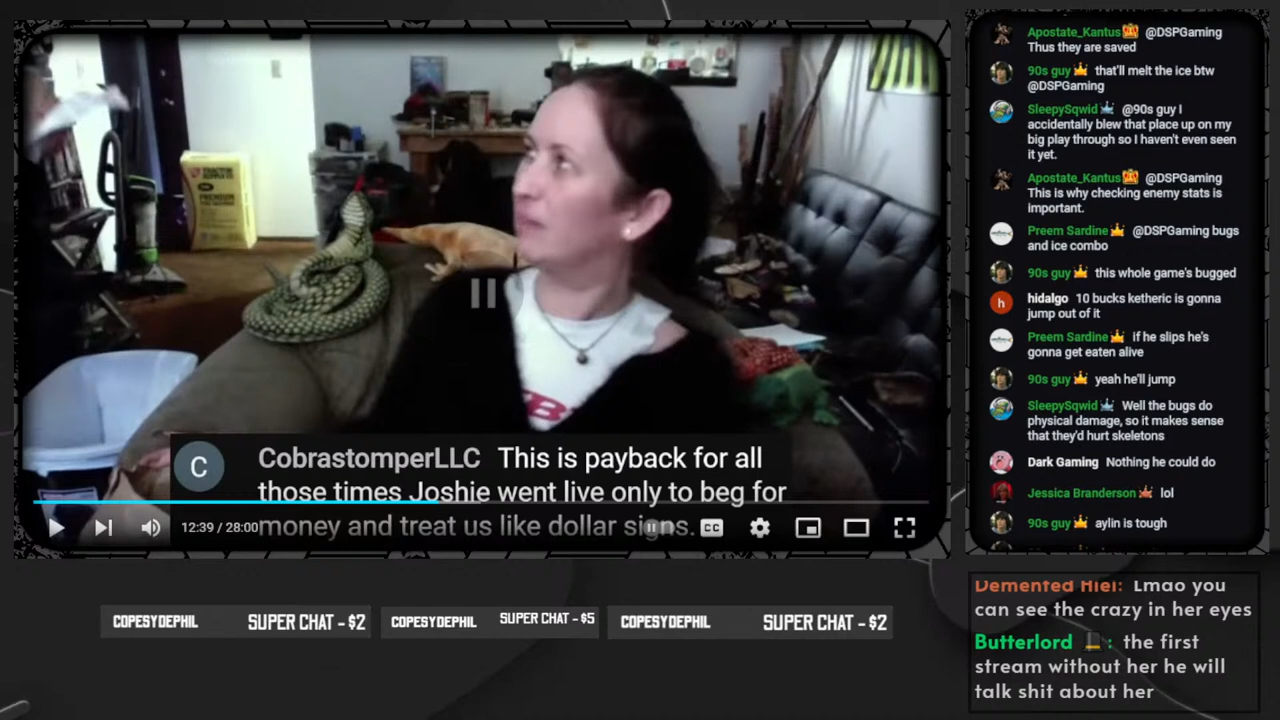 CobrastomperLLC This is payback for all
those times Joshie went live only to beg for
money and treat us like dollar signs.
12:39 / 28:00
CC
C
COPESYDEPHIL SUPER CHAT - $2
COPESYDEPHIL SUPER CHAT - $5
COPESYDEPHIL SUPER CHAT - $2
Apostate_Kantus @DSPGaming
Thus they are saved
90s guy that'll melt the ice btw
@DSPGaming
SleepySqwid @90s guy I
accidentally blew that place up on my
big play through so I haven't even seen
it yet.
Apostate_Kantus @DSPGaming
This is why checking enemy stats is
important.
Preem Sardine @DSPGaming bugs
and ice combo
90s guy this whole game's bugged
h
hidalgo 10 bucks ketheric is gonna
jump out of it
Preem Sardine if he slips he's
gonna get eaten alive
90s guy yeah he'll jump
SleepySqwid Well the bugs do
physical damage, so it makes sense
that they'd hurt skeletons
Dark Gaming Nothing he could do
Jessica Branderson lol
90s guy aylin is tough
Demented Hiei: Lmao you
can see the crazy in her eyes
Butterlord : the first
stream without her he will
talk shit about her